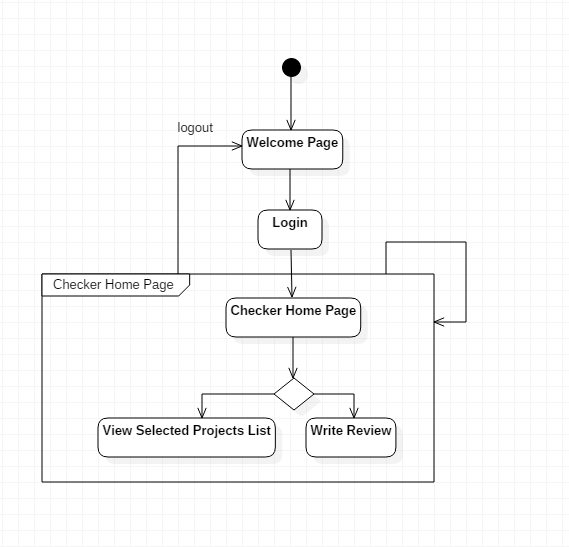 logout
Welcome Page
Login
Checker Home Page
Checker Home Page
View Selected Projects List
Write Review